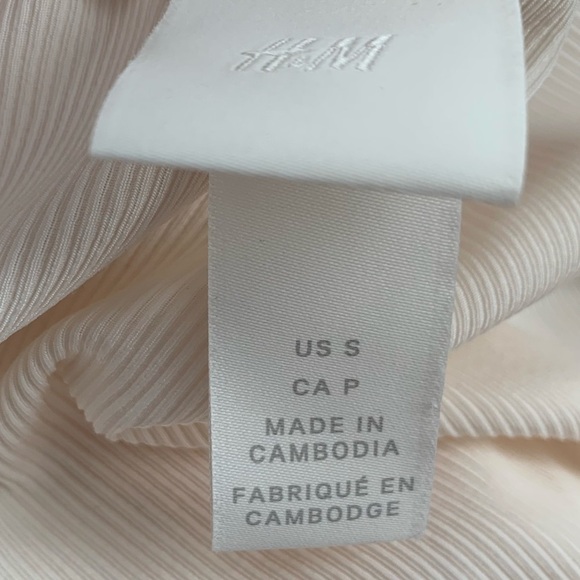 H&M
US S
CA P
MADE IN
CAMBODIA
FABRIQUÉ EN
CAMBODGE